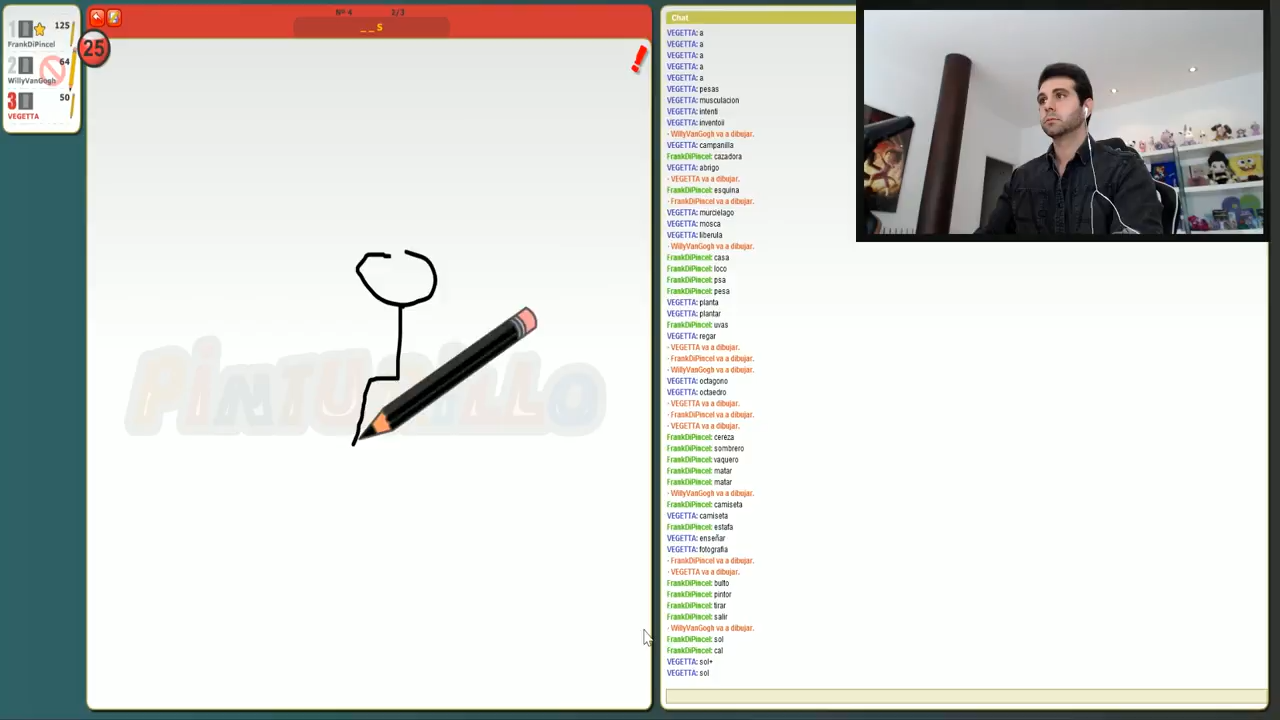 1 125
FrankDiPincel
2 64
WillyVanGogh
3 50
VEGETTA
25
Nº 4 2/3
_ _ S
Pinturillo
Chat
VEGETTA: a
VEGETTA: a
VEGETTA: a
VEGETTA: a
VEGETTA: a
VEGETTA: pesas
VEGETTA: musculacion
VEGETTA: intenti
VEGETTA: inventoii
· WillyVanGogh va a dibujar.
VEGETTA: campanilla
FrankDiPincel: cazadora
VEGETTA: abrigo
· VEGETTA va a dibujar.
FrankDiPincel: esquina
· FrankDiPincel va a dibujar.
VEGETTA: murcielago
VEGETTA: mosca
VEGETTA: liberula
· WillyVanGogh va a dibujar.
FrankDiPincel: casa
FrankDiPincel: loco
FrankDiPincel: psa
FrankDiPincel: pesa
VEGETTA: planta
VEGETTA: plantar
FrankDiPincel: uvas
VEGETTA: regar
· VEGETTA va a dibujar.
· FrankDiPincel va a dibujar.
· WillyVanGogh va a dibujar.
VEGETTA: octagono
VEGETTA: octaedro
· VEGETTA va a dibujar.
· FrankDiPincel va a dibujar.
· VEGETTA va a dibujar.
FrankDiPincel: cereza
FrankDiPincel: sombrero
FrankDiPincel: vaquero
FrankDiPincel: matar
FrankDiPincel: matar
· WillyVanGogh va a dibujar.
FrankDiPincel: camiseta
VEGETTA: camiseta
FrankDiPincel: estafa
VEGETTA: enseñar
VEGETTA: fotografia
· FrankDiPincel va a dibujar.
· VEGETTA va a dibujar.
FrankDiPincel: bulto
FrankDiPincel: pintor
FrankDiPincel: tirar
FrankDiPincel: salir
· WillyVanGogh va a dibujar.
FrankDiPincel: sol
FrankDiPincel: cal
VEGETTA: sol+
VEGETTA: sol